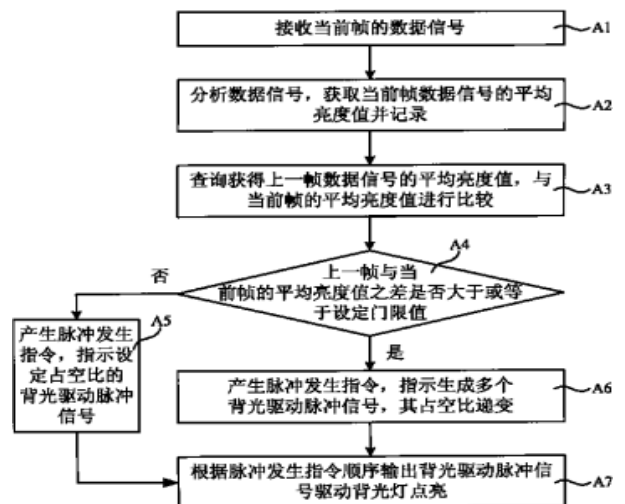 接收当前帧的数据信号
A1
分析数据信号，获取当前帧数据信号的平均
亮度值并记录
A2
查询获得上一帧数据信号的平均亮度值，与
当前帧的平均亮度值进行比较
A3
A4
上一帧与当
前帧的平均亮度值之差是否大于或等
于设定门限值
否
是
A5
产生脉冲发生
指令，指示设
定占空比的
背光驱动脉冲
信号
产生脉冲发生指令，指示生成多个
背光驱动脉冲信号，其占空比递变
A6
根据脉冲发生指令顺序输出背光驱动脉冲信
号驱动背光灯点亮
A7